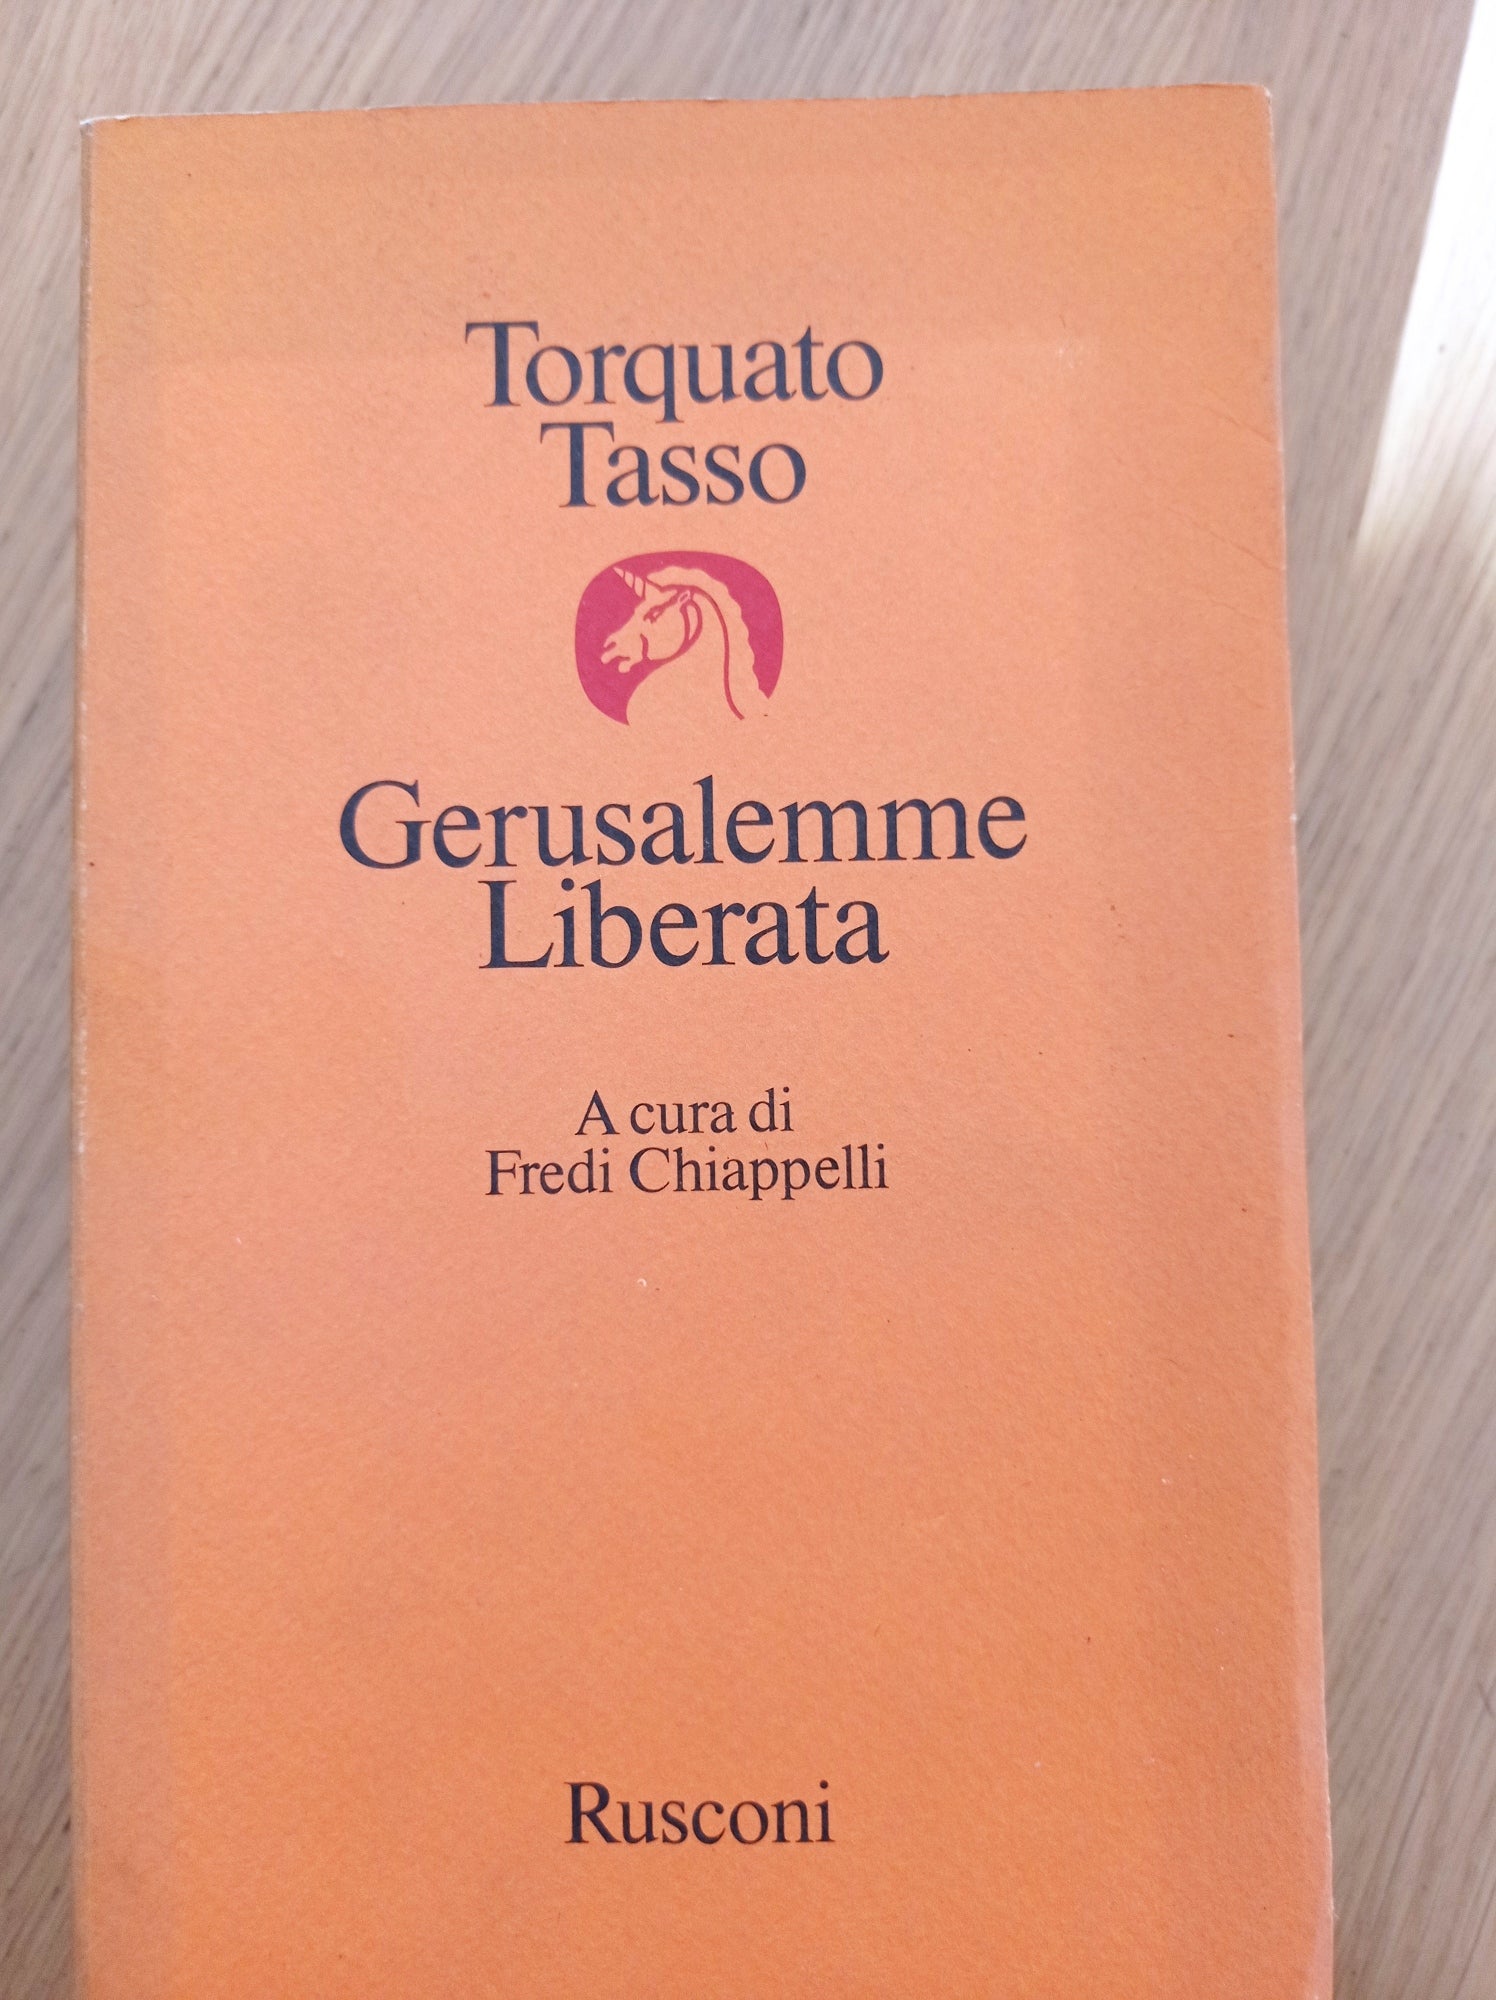 Torquato
Tasso
Gerusalemme
Liberata
A cura di
Fredi Chiappelli
Rusconi